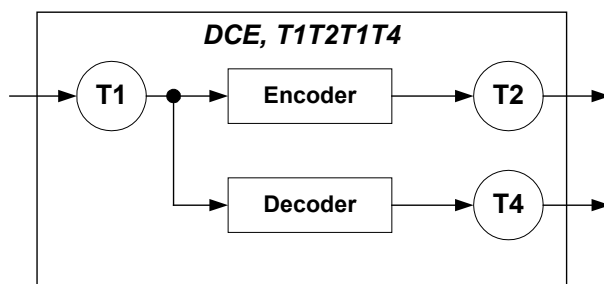 DCE, T1T2T1T4
T1
Encoder
T2
Decoder
T4